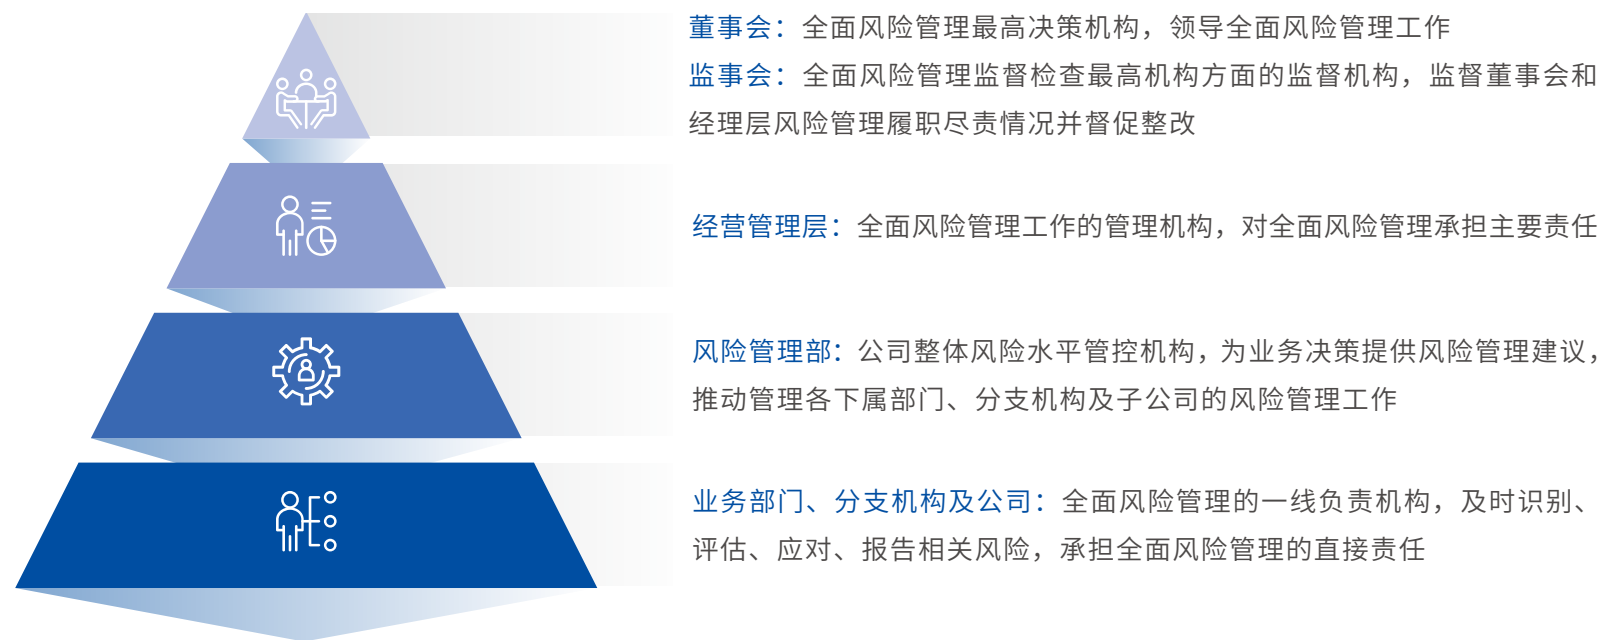 董事会：全面风险管理最高决策机构，领导全面风险管理工作
监事会：全面风险管理监督检查最高机构方面的监督机构，监督董事会和
经理层风险管理履职尽责情况并督促整改
经营管理层：全面风险管理工作的管理机构，对全面风险管理承担主要责任
风险管理部：公司整体风险水平管控机构，为业务决策提供风险管理建议，
推动管理各下属部门、分支机构及子公司的风险管理工作
业务部门、分支机构及公司：全面风险管理的一线负责机构，及时识别、
评估、应对、报告相关风险，承担全面风险管理的直接责任